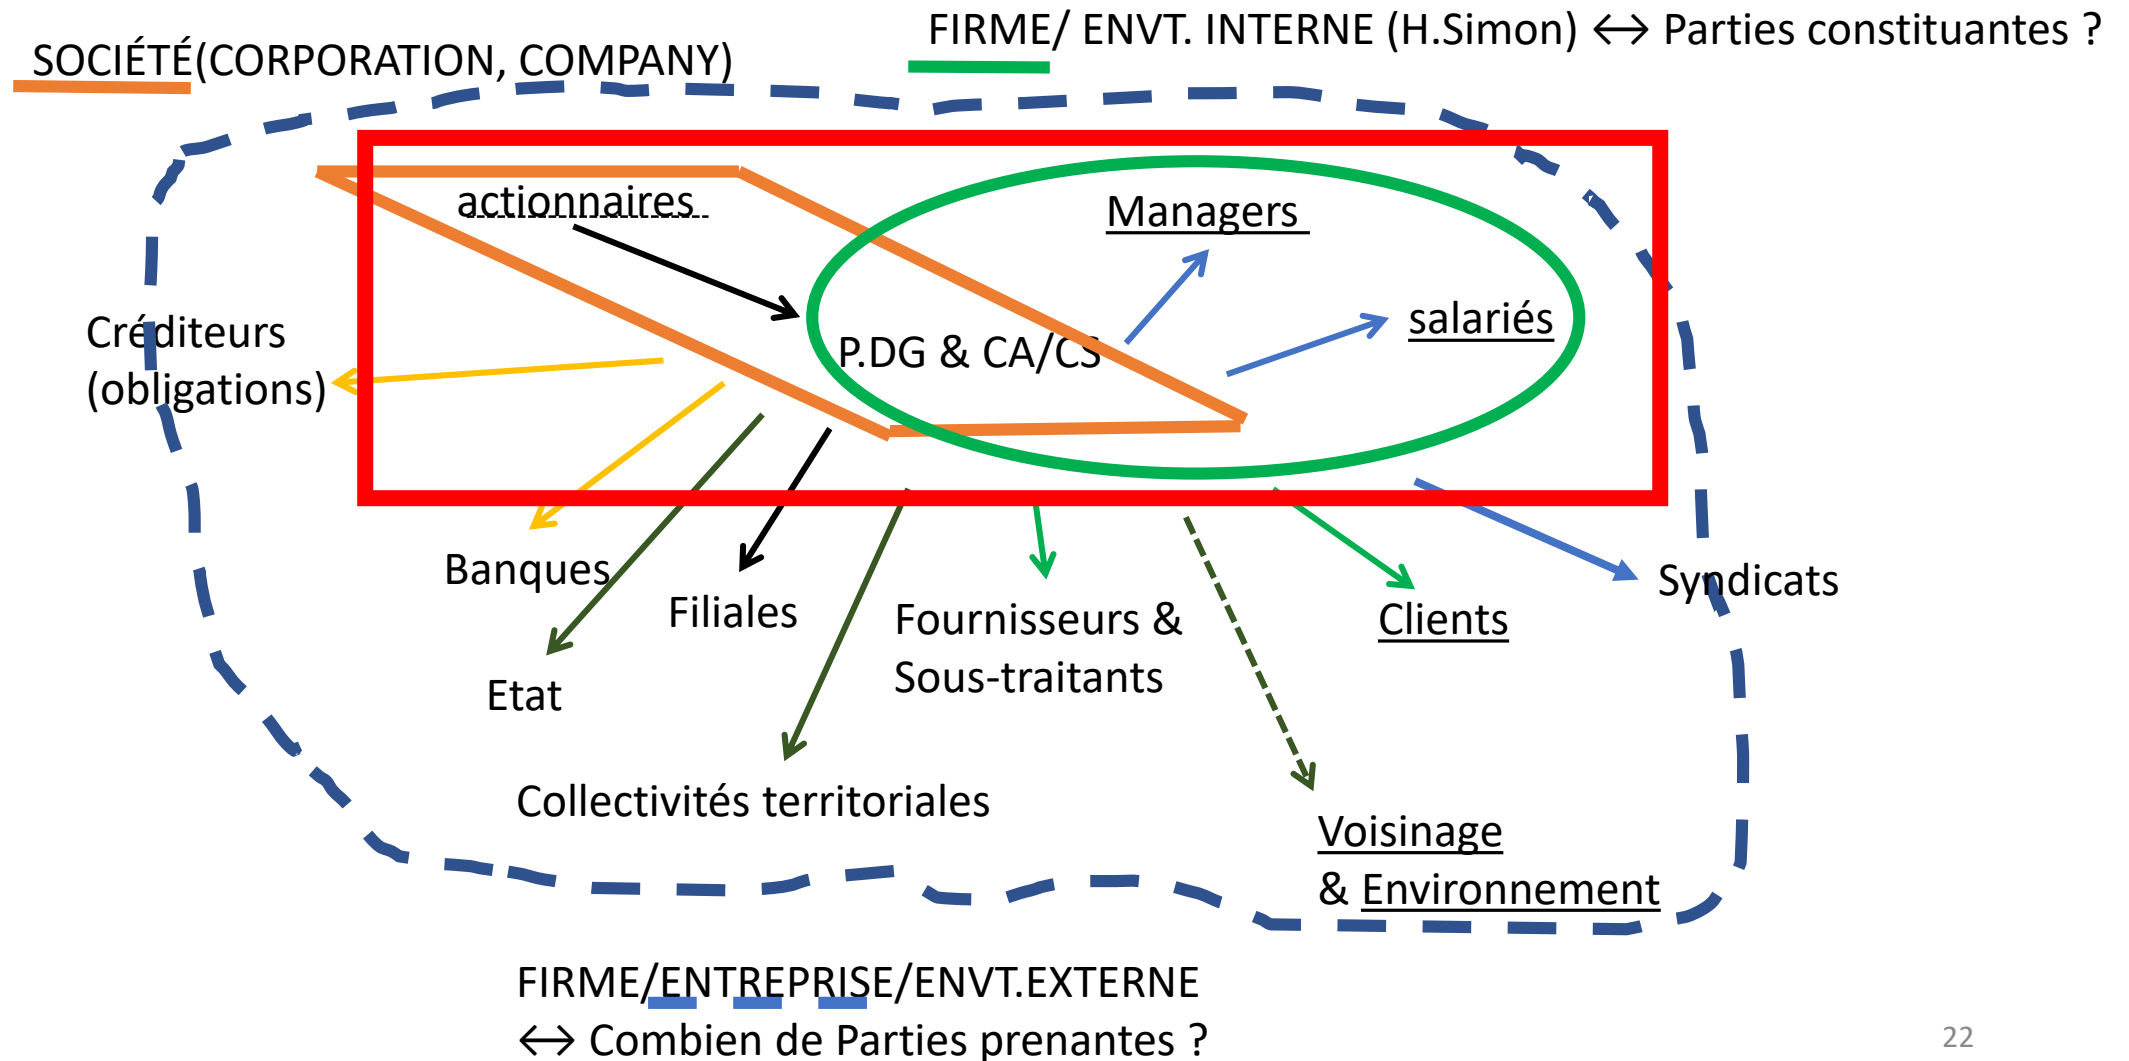 SOCIÉTÉ(CORPORATION, COMPANY)
FIRME/ ENVT. INTERNE (H.Simon) ↔ Parties constituantes ?
actionnaires
Managers
salariés
P.DG & CA/CS
Créditeurs
(obligations)
Banques
Filiales
Etat
Fournisseurs &
Sous-traitants
Clients
Syndicats
Collectivités territoriales
Voisinage
& Environnement
FIRME/ENTREPRISE/ENVT.EXTERNE
↔ Combien de Parties prenantes ?
22